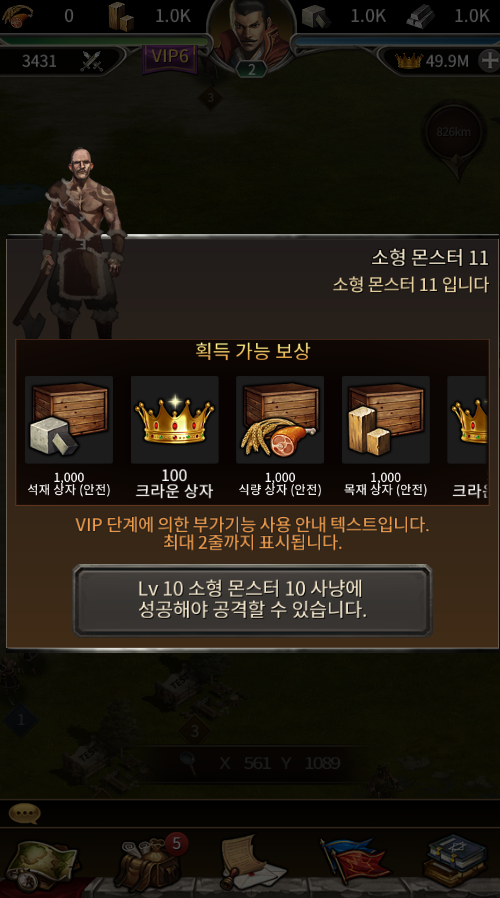 0
1.0K
1.0K
1.0K
3431
VIP6
2
49.9M
3
826km
소형 몬스터 11
소형 몬스터 11 입니다
획득 가능 보상
1,000
석재 상자 (안전)
100
크라운 상자
1,000
식량 상자 (안전)
1,000
목재 상자 (안전)
크라운
VIP 단계에 의한 부가기능 사용 안내 텍스트입니다.
최대 2줄까지 표시됩니다.
Lv 10 소형 몬스터 10 사냥에
성공해야 공격할 수 있습니다.
1
3
X 561 Y 1089
5